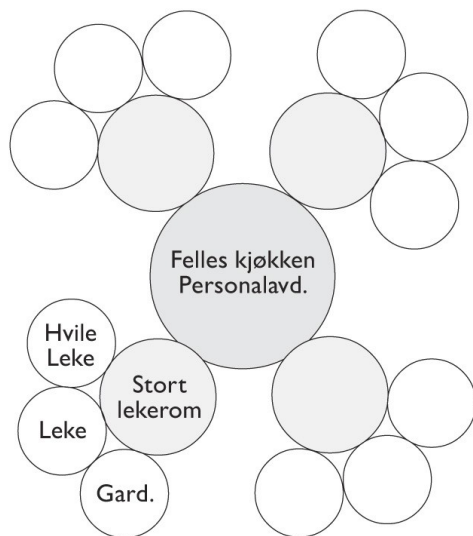 Felles kjøkken
Personalavd.
Hvile
Leke
Stort
lekerom
Leke
Gard.